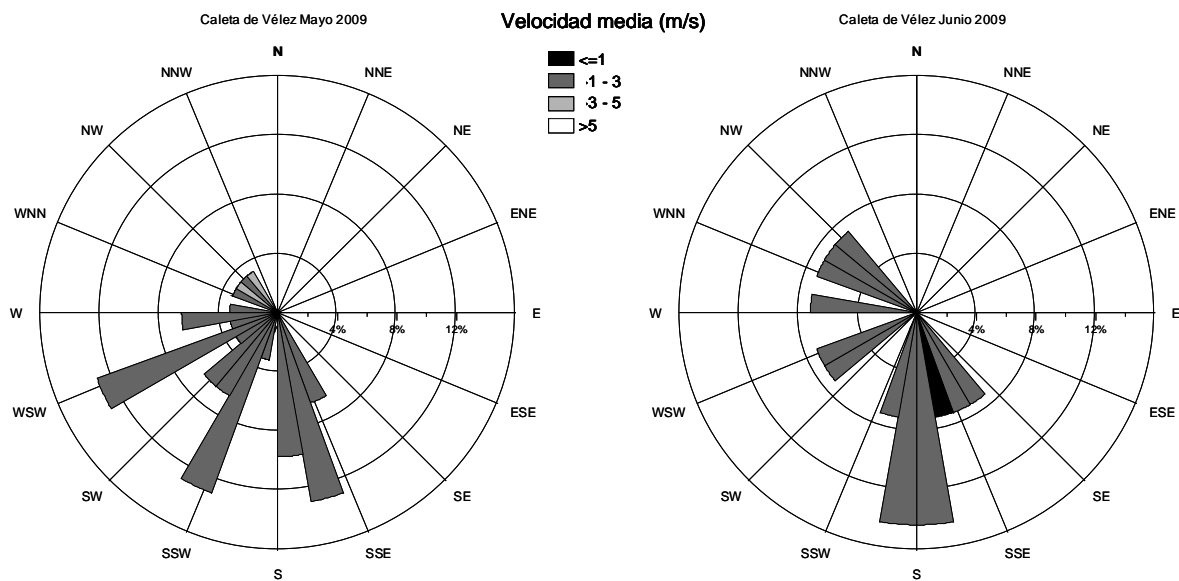 Caleta de Vélez Mayo 2009
Velocidad media (m/s)
Caleta de Vélez Junio 2009
<=1
·1 - 3
·3 - 5
>5
N
NNE
NE
ENE
E
ESE
SE
SSE
S
SSW
SW
WSW
W
WNN
NW
NNW
4%
8%
12%
N
NNE
NE
ENE
E
ESE
SE
SSE
S
SSW
SW
WSW
W
WNN
NW
NNW
4%
8%
12%